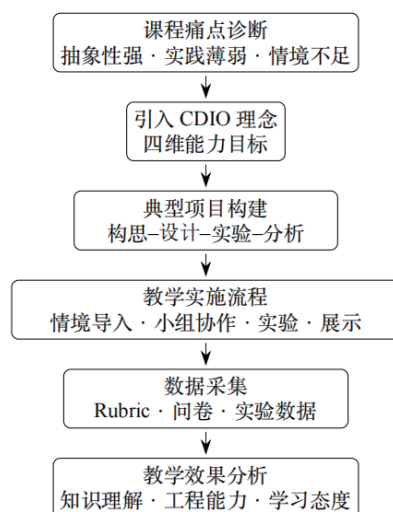 课程痛点诊断
抽象性强 · 实践薄弱 · 情境不足
引入 CDIO 理念
四维能力目标
典型项目构建
构思–设计–实验–分析
教学实施流程
情境导入 · 小组协作 · 实验 · 展示
数据采集
Rubric · 问卷 · 实验数据
教学效果分析
知识理解 · 工程能力 · 学习态度